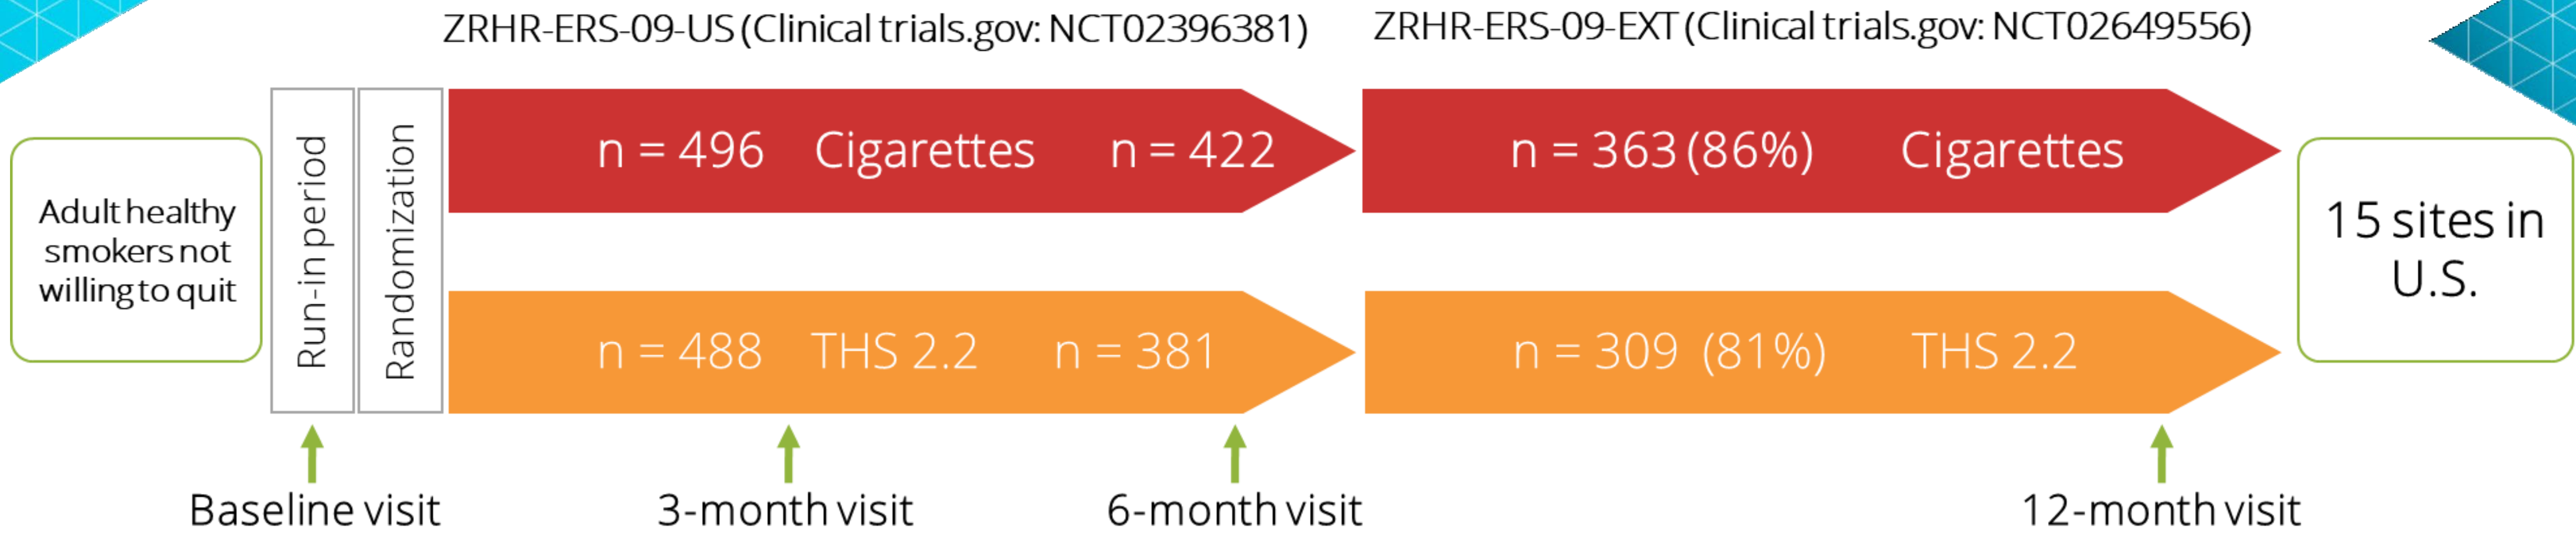 ZRHR-ERS-09-US (Clinical trials.gov: NCT02396381)
ZRHR-ERS-09-EXT (Clinical trials.gov: NCT02649556)
Adult healthy
smokers not
willing to quit
Run-in period
Randomization
n = 496 Cigarettes n = 422
n = 363 (86%) Cigarettes
n = 488 THS 2.2 n = 381
n = 309 (81%) THS 2.2
15 sites in
U.S.
Baseline visit
3-month visit
6-month visit
12-month visit